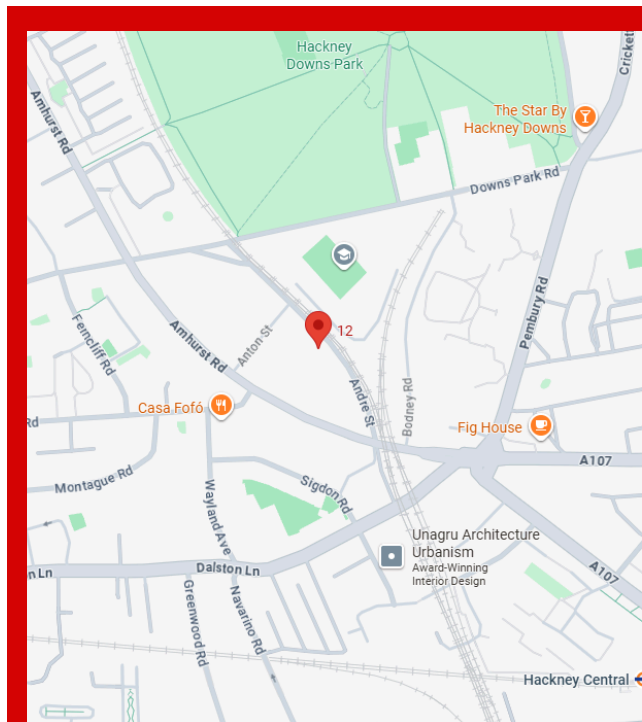 Hackney
Downs Park
Cricket
The Star By
Hackney Downs
Amhurst Rd
Downs Park Rd
Pembury Rd
Ferncliff Rd
Anton St
12
Amhurst Rd
Andre St
Bodney Rd
Casa Fofó
Rd
Fig House
A107
Montague Rd
Sigdon Rd
Wayland Ave
Unagru Architecture
Urbanism
Award-Winning
Interior Design
n Ln
Dalston Ln
A107
Greenwood Rd
Navarino Rd
Hackney Central